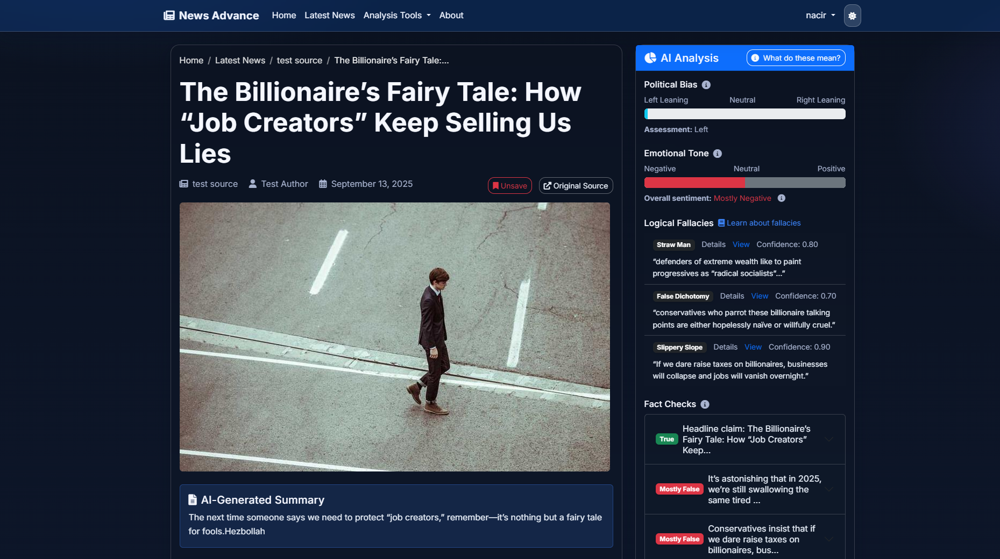 News Advance
Home
Latest News
Analysis Tools
About
nacir
Home / Latest News / test source / The Billionaire’s Fairy Tale:...
The Billionaire’s Fairy Tale: How
“Job Creators” Keep Selling Us
Lies
test source
Test Author
September 13, 2025
Unsave
Original Source
AI-Generated Summary
The next time someone says we need to protect “job creators,” remember—it’s nothing but a fairy tale
for fools.Hezbollah
AI Analysis
What do these mean?
Political Bias
Left Leaning
Neutral
Right Leaning
Assessment: Left
Emotional Tone
Negative
Neutral
Positive
Overall sentiment: Mostly Negative
Logical Fallacies
Learn about fallacies
Straw Man Details View Confidence: 0.80
“defenders of extreme wealth like to paint
progressives as “radical socialists”...”
False Dichotomy Details View Confidence: 0.70
“conservatives who parrot these billionaire talking
points are either hopelessly naïve or willfully cruel.”
Slippery Slope Details View Confidence: 0.90
“If we dare raise taxes on billionaires, businesses
will collapse and jobs will vanish overnight.”
Fact Checks
True
Headline claim: The Billionaire’s
Fairy Tale: How “Job Creators”
Keep...
Mostly False
It’s astonishing that in 2025,
we’re still swallowing the
same tired ...
Mostly False
Conservatives insist that if
we dare raise taxes on
billionaires, bus...